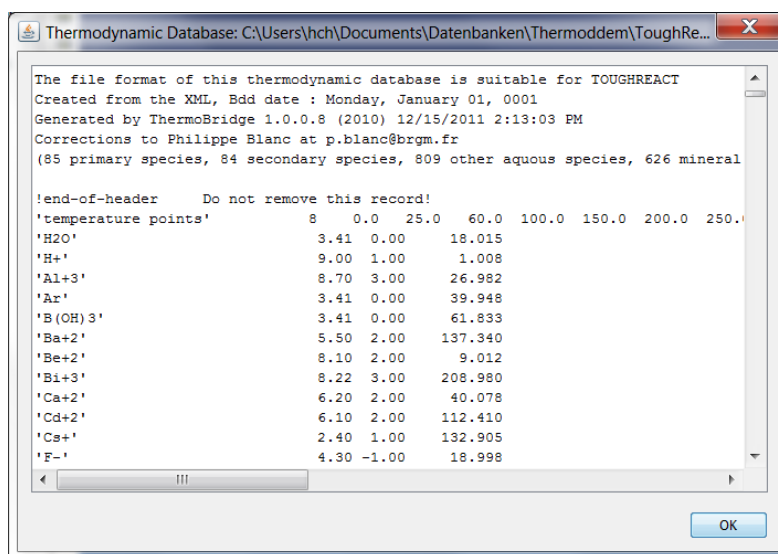 Thermodynamic Database: C:\Users\hch\Documents\Datenbanken\Thermoddem\ToughRe...
The file format of this thermodynamic database is suitable for TOUGHREACT
Created from the XML, Bdd date : Monday, January 01, 0001
Generated by ThermoBridge 1.0.0.8 (2010) 12/15/2011 2:13:03 PM
Corrections to Philippe Blanc at p.blanc@brgm.fr
(85 primary species, 84 secondary species, 809 other aquous species, 626 mineral
!end-of-header     Do not remove this record!
'temperature points'     8     0.0   25.0   60.0  100.0  150.0  200.0  250.
'H2O'     3.41  0.00     18.015
'H+'     9.00  1.00     1.008
'Al+3'     8.70  3.00     26.982
'Ar'     3.41  0.00     39.948
'B(OH)3'     3.41  0.00     61.833
'Ba+2'     5.50  2.00     137.340
'Be+2'     8.10  2.00     9.012
'Bi+3'     8.22  3.00     208.980
'Ca+2'     6.20  2.00     40.078
'Cd+2'     6.10  2.00     112.410
'Cs+'     2.40  1.00     132.905
'F-'     4.30 -1.00     18.998
OK